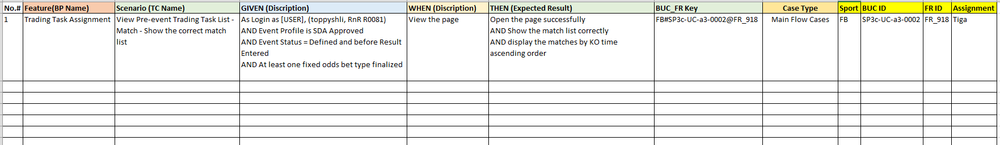 No.# Feature(BP Name) Scenario (TC Name) GIVEN (Discription) WHEN (Discription) THEN (Expected Result) BUC_FR Key Case Type Sport BUC ID FR ID Assignment
1 Trading Task Assignment View Pre-event Trading Task List - As Login as [USER], (toppyshli, RnR R0081) View the page Open the page successfully FB#SP3c-UC-a3-0002@FR_918 Main Flow Cases FB SP3c-UC-a3-0002 FR_918 Tiga
Match - Show the correct match AND Event Profile is SDA Approved AND Show the match list correctly
list AND Event Status = Defined and before Result AND display the matches by KO time
Entered ascending order
AND At least one fixed odds bet type finalized